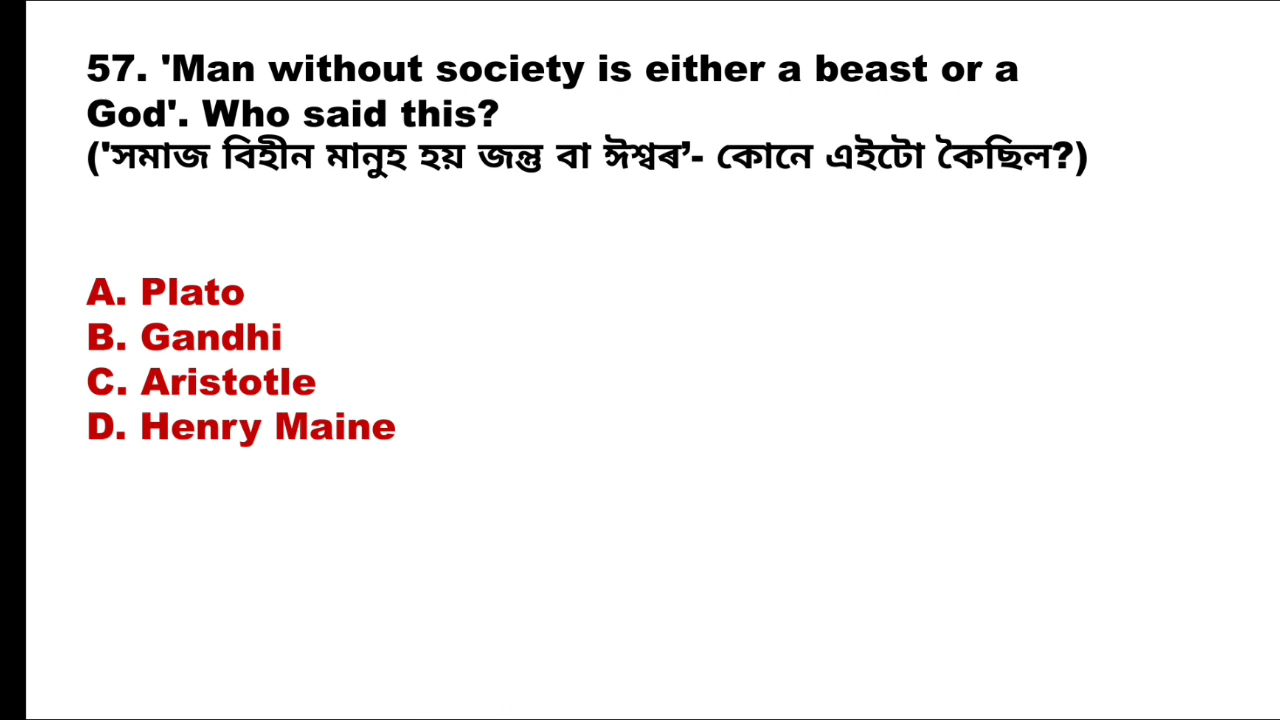 57. 'Man without society is either a beast or a
God'. Who said this?
('সমাজ বিহীন মানুহ হয় জন্তু বা ঈশ্বৰ’- কোনে এইটো কৈছিল?)
A. Plato
B. Gandhi
C. Aristotle
D. Henry Maine